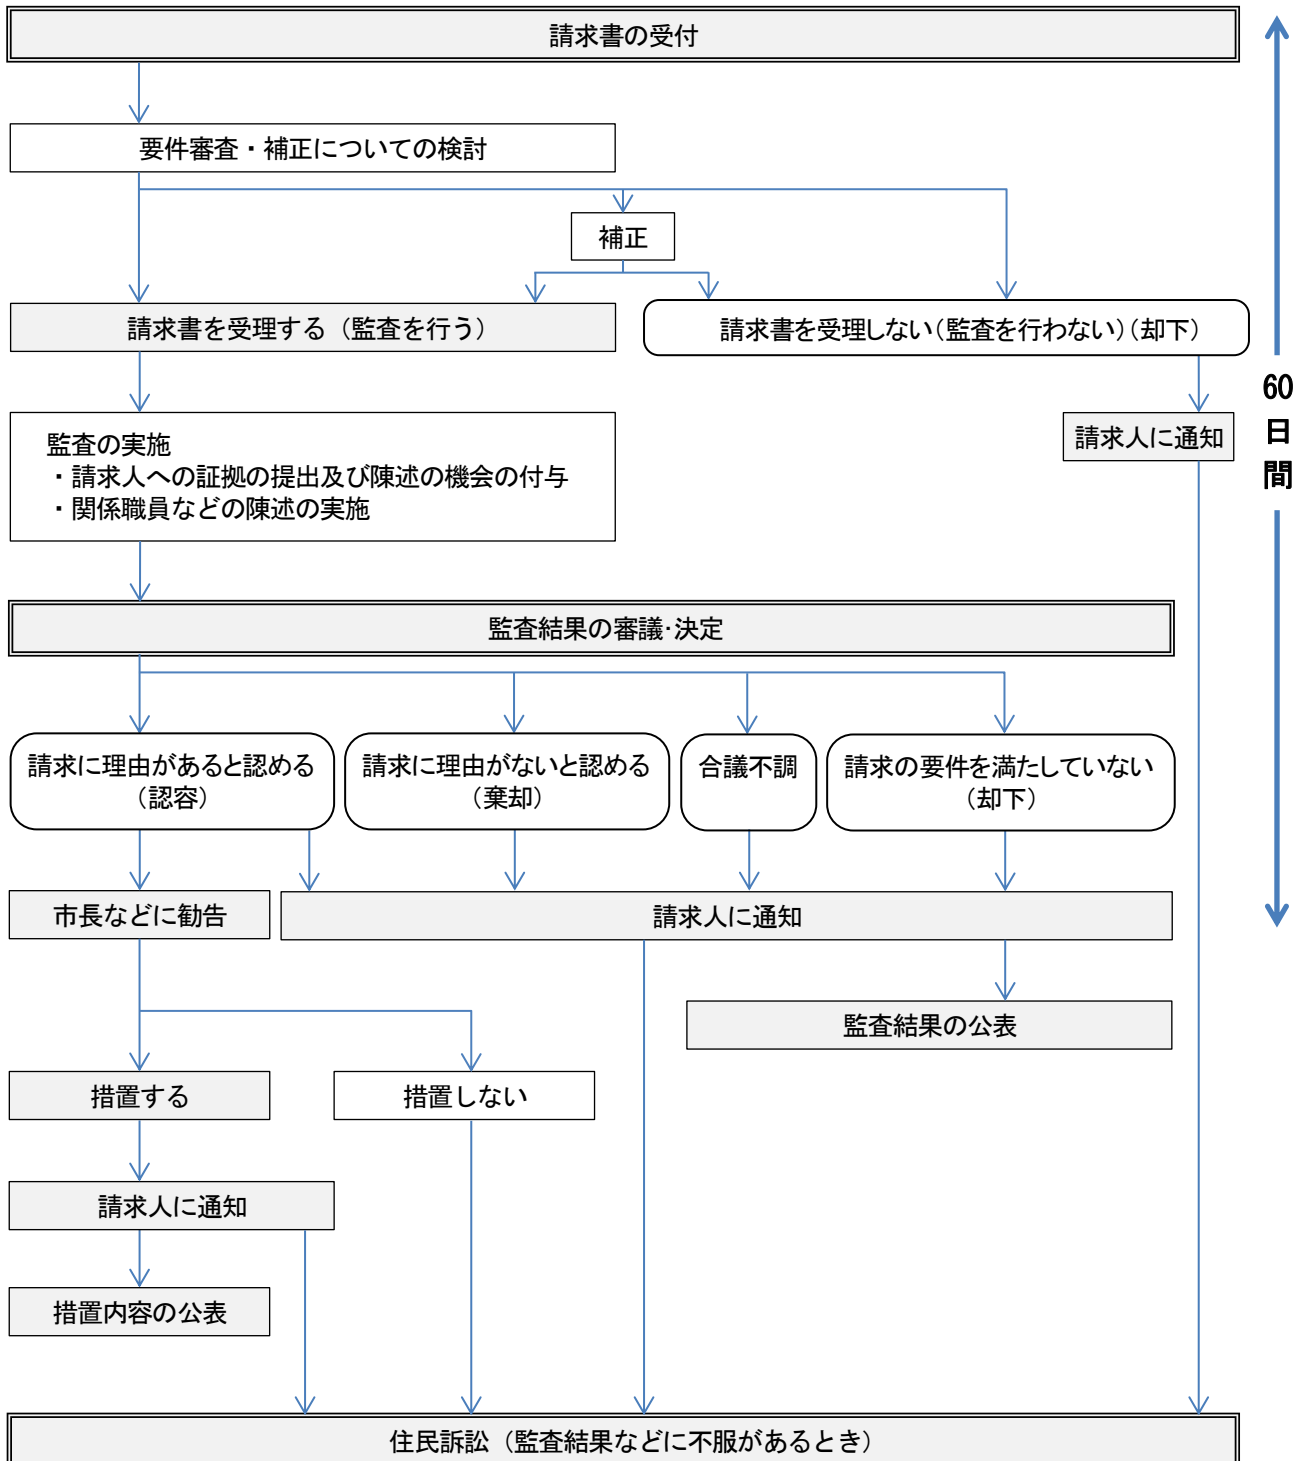 請求書の受付
要件審査・補正についての検討
補正
請求書を受理する（監査を行う）
請求書を受理しない（監査を行わない）（却下）
60
日
間
請求人に通知
監査の実施
・請求人への証拠の提出及び陳述の機会の付与
・関係職員などの陳述の実施
監査結果の審議・決定
請求に理由があると認める
（認容）
請求に理由がないと認める
（棄却）
合議不調
請求の要件を満たしていない
（却下）
市長などに勧告
請求人に通知
監査結果の公表
措置する
措置しない
請求人に通知
措置内容の公表
住民訴訟（監査結果などに不服があるとき）